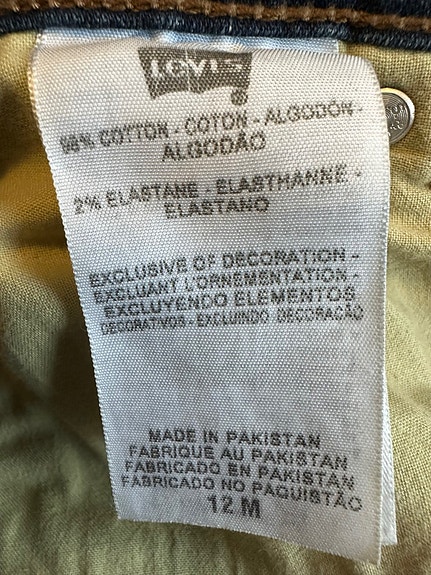 LEVI'S
®
98% COTTON - COTON - ALGODÓN -
ALGODÃO
2% ELASTANE - ELASTHANNE -
ELASTANO
EXCLUSIVE OF DECORATION -
EXCLUANT L'ORNEMENTATION -
EXCLUYENDO ELEMENTOS
DECORATIVOS - EXCLUINDO DECORAÇÃO
MADE IN PAKISTAN
FABRIQUE AU PAKISTAN
FABRICADO EN PAKISTAN
FABRICADO NO PAQUISTÃO
12 M